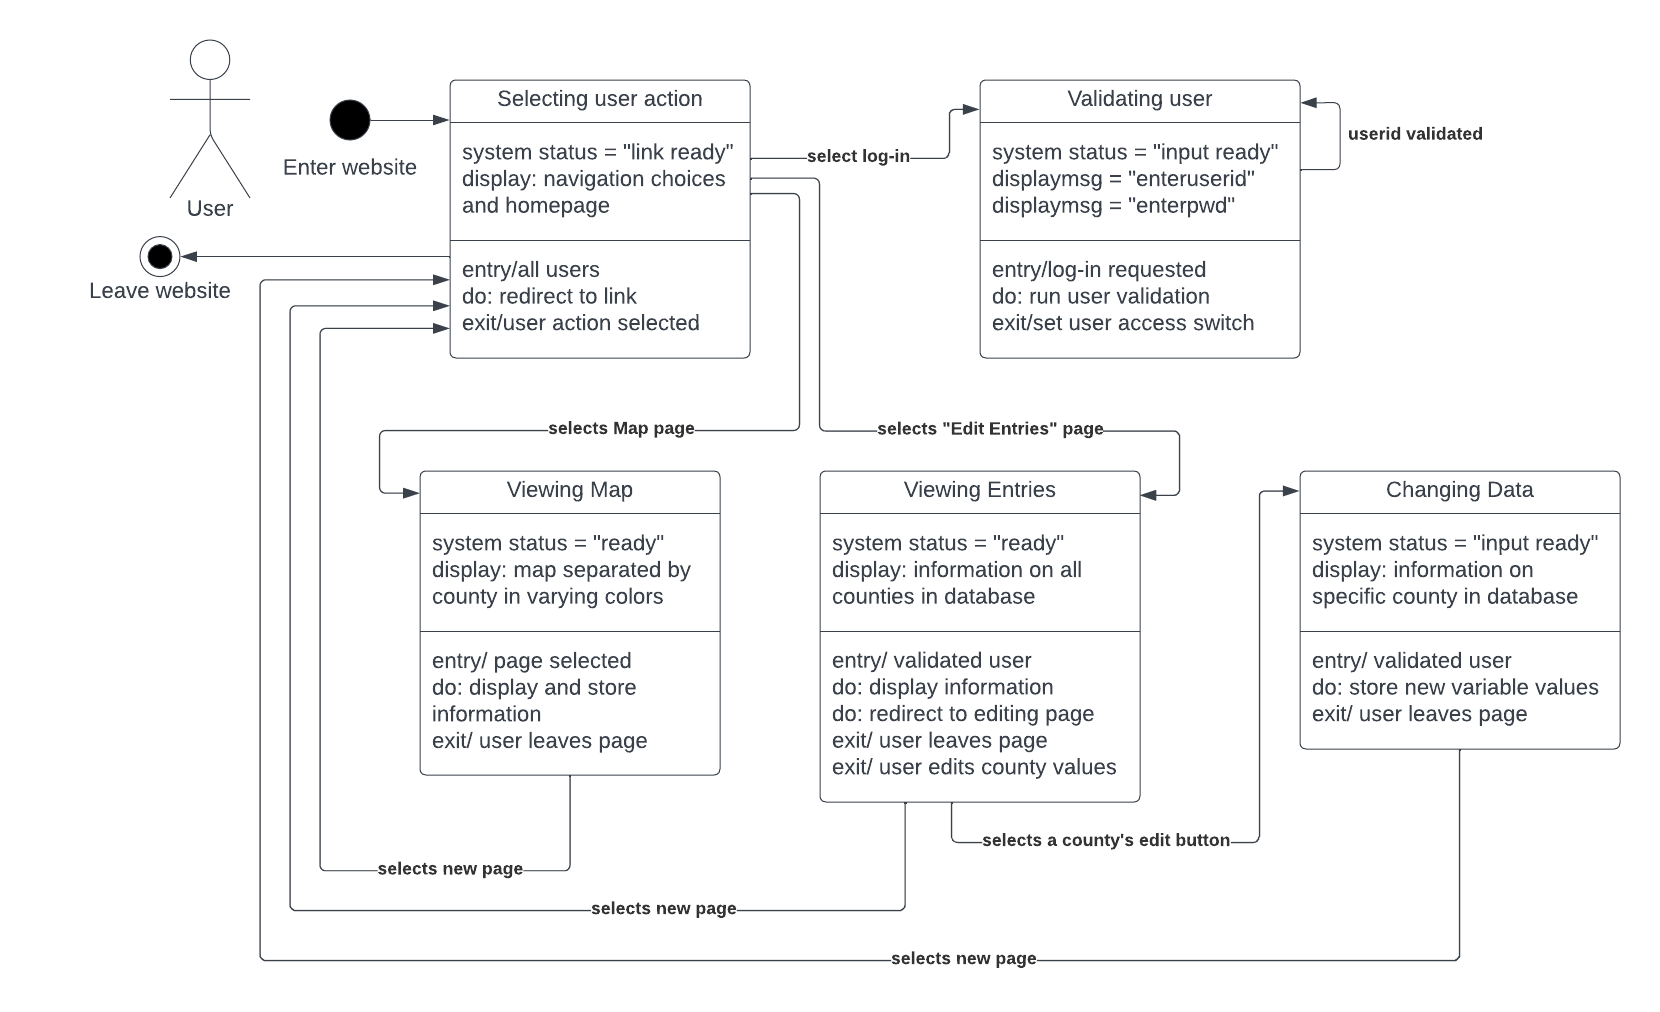 User
Enter website
Leave website
Selecting user action
system status = "link ready"
display: navigation choices
and homepage
entry/all users
do: redirect to link
exit/user action selected
select log-in
Validating user
system status = "input ready"
displaymsg = "enteruserid"
displaymsg = "enterpwd"
entry/log-in requested
do: run user validation
exit/set user access switch
userid validated
selects Map page
selects "Edit Entries" page
Viewing Map
system status = "ready"
display: map separated by
county in varying colors
entry/ page selected
do: display and store
information
exit/ user leaves page
Viewing Entries
system status = "ready"
display: information on all
counties in database
entry/ validated user
do: display information
do: redirect to editing page
exit/ user leaves page
exit/ user edits county values
Changing Data
system status = "input ready"
display: information on
specific county in database
entry/ validated user
do: store new variable values
exit/ user leaves page
selects a county's edit button
selects new page
selects new page
selects new page